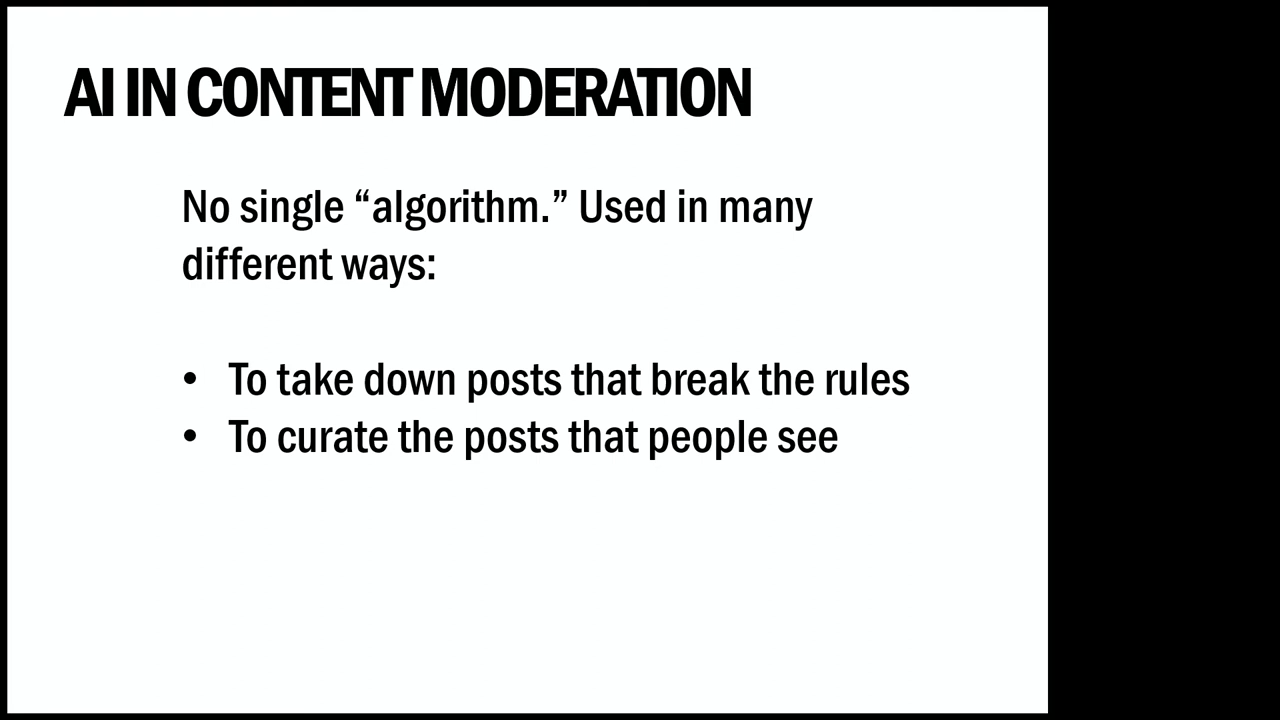 AI IN CONTENT MODERATION
No single “algorithm.” Used in many
different ways:
• To take down posts that break the rules
• To curate the posts that people see